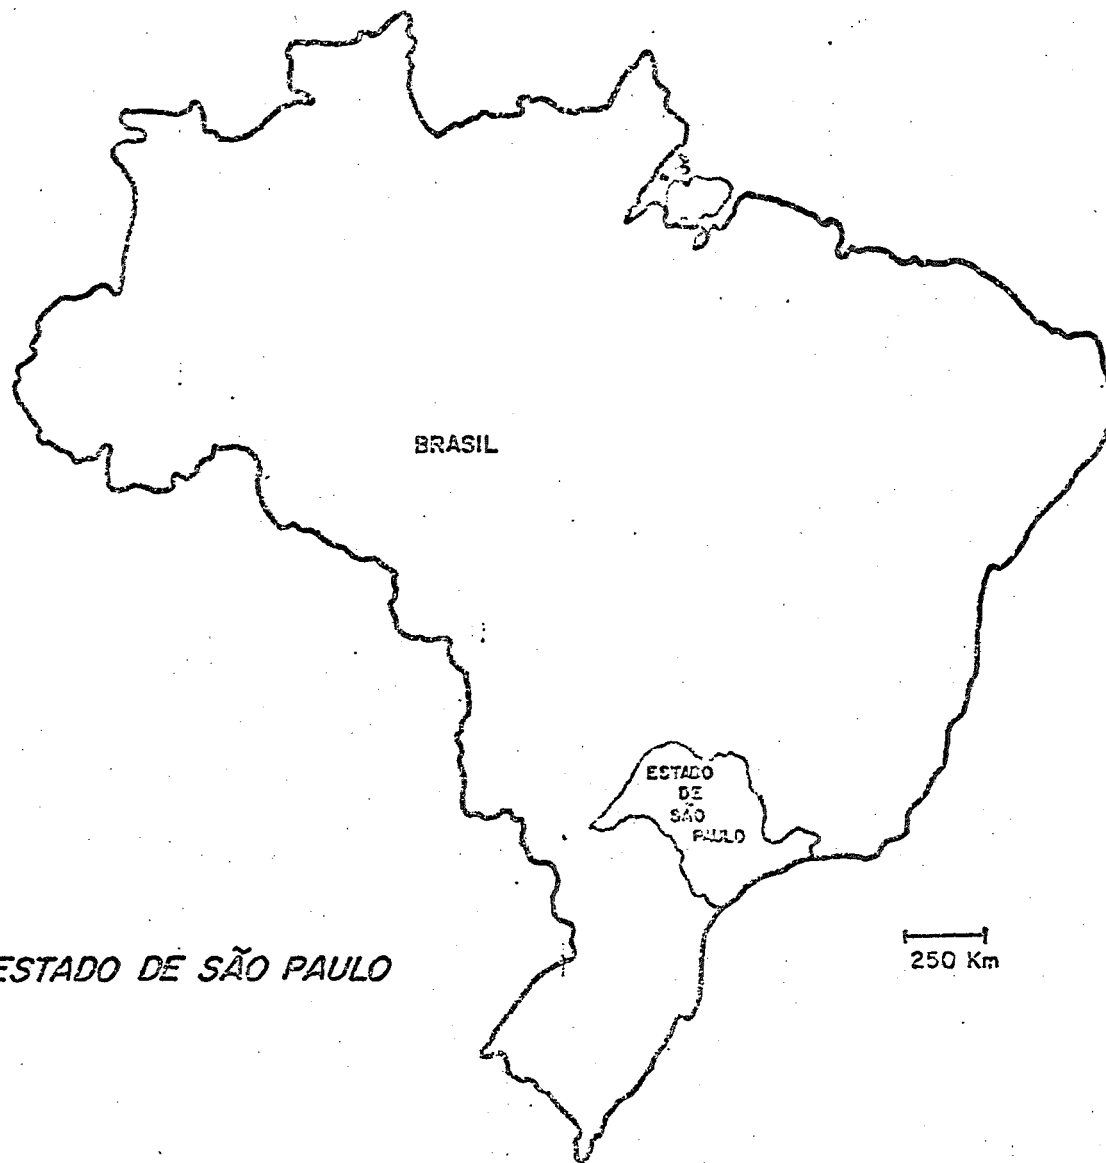 BRASIL
ESTADO
DE
SÃO
PAULO
ESTADO DE SÃO PAULO
250 Km